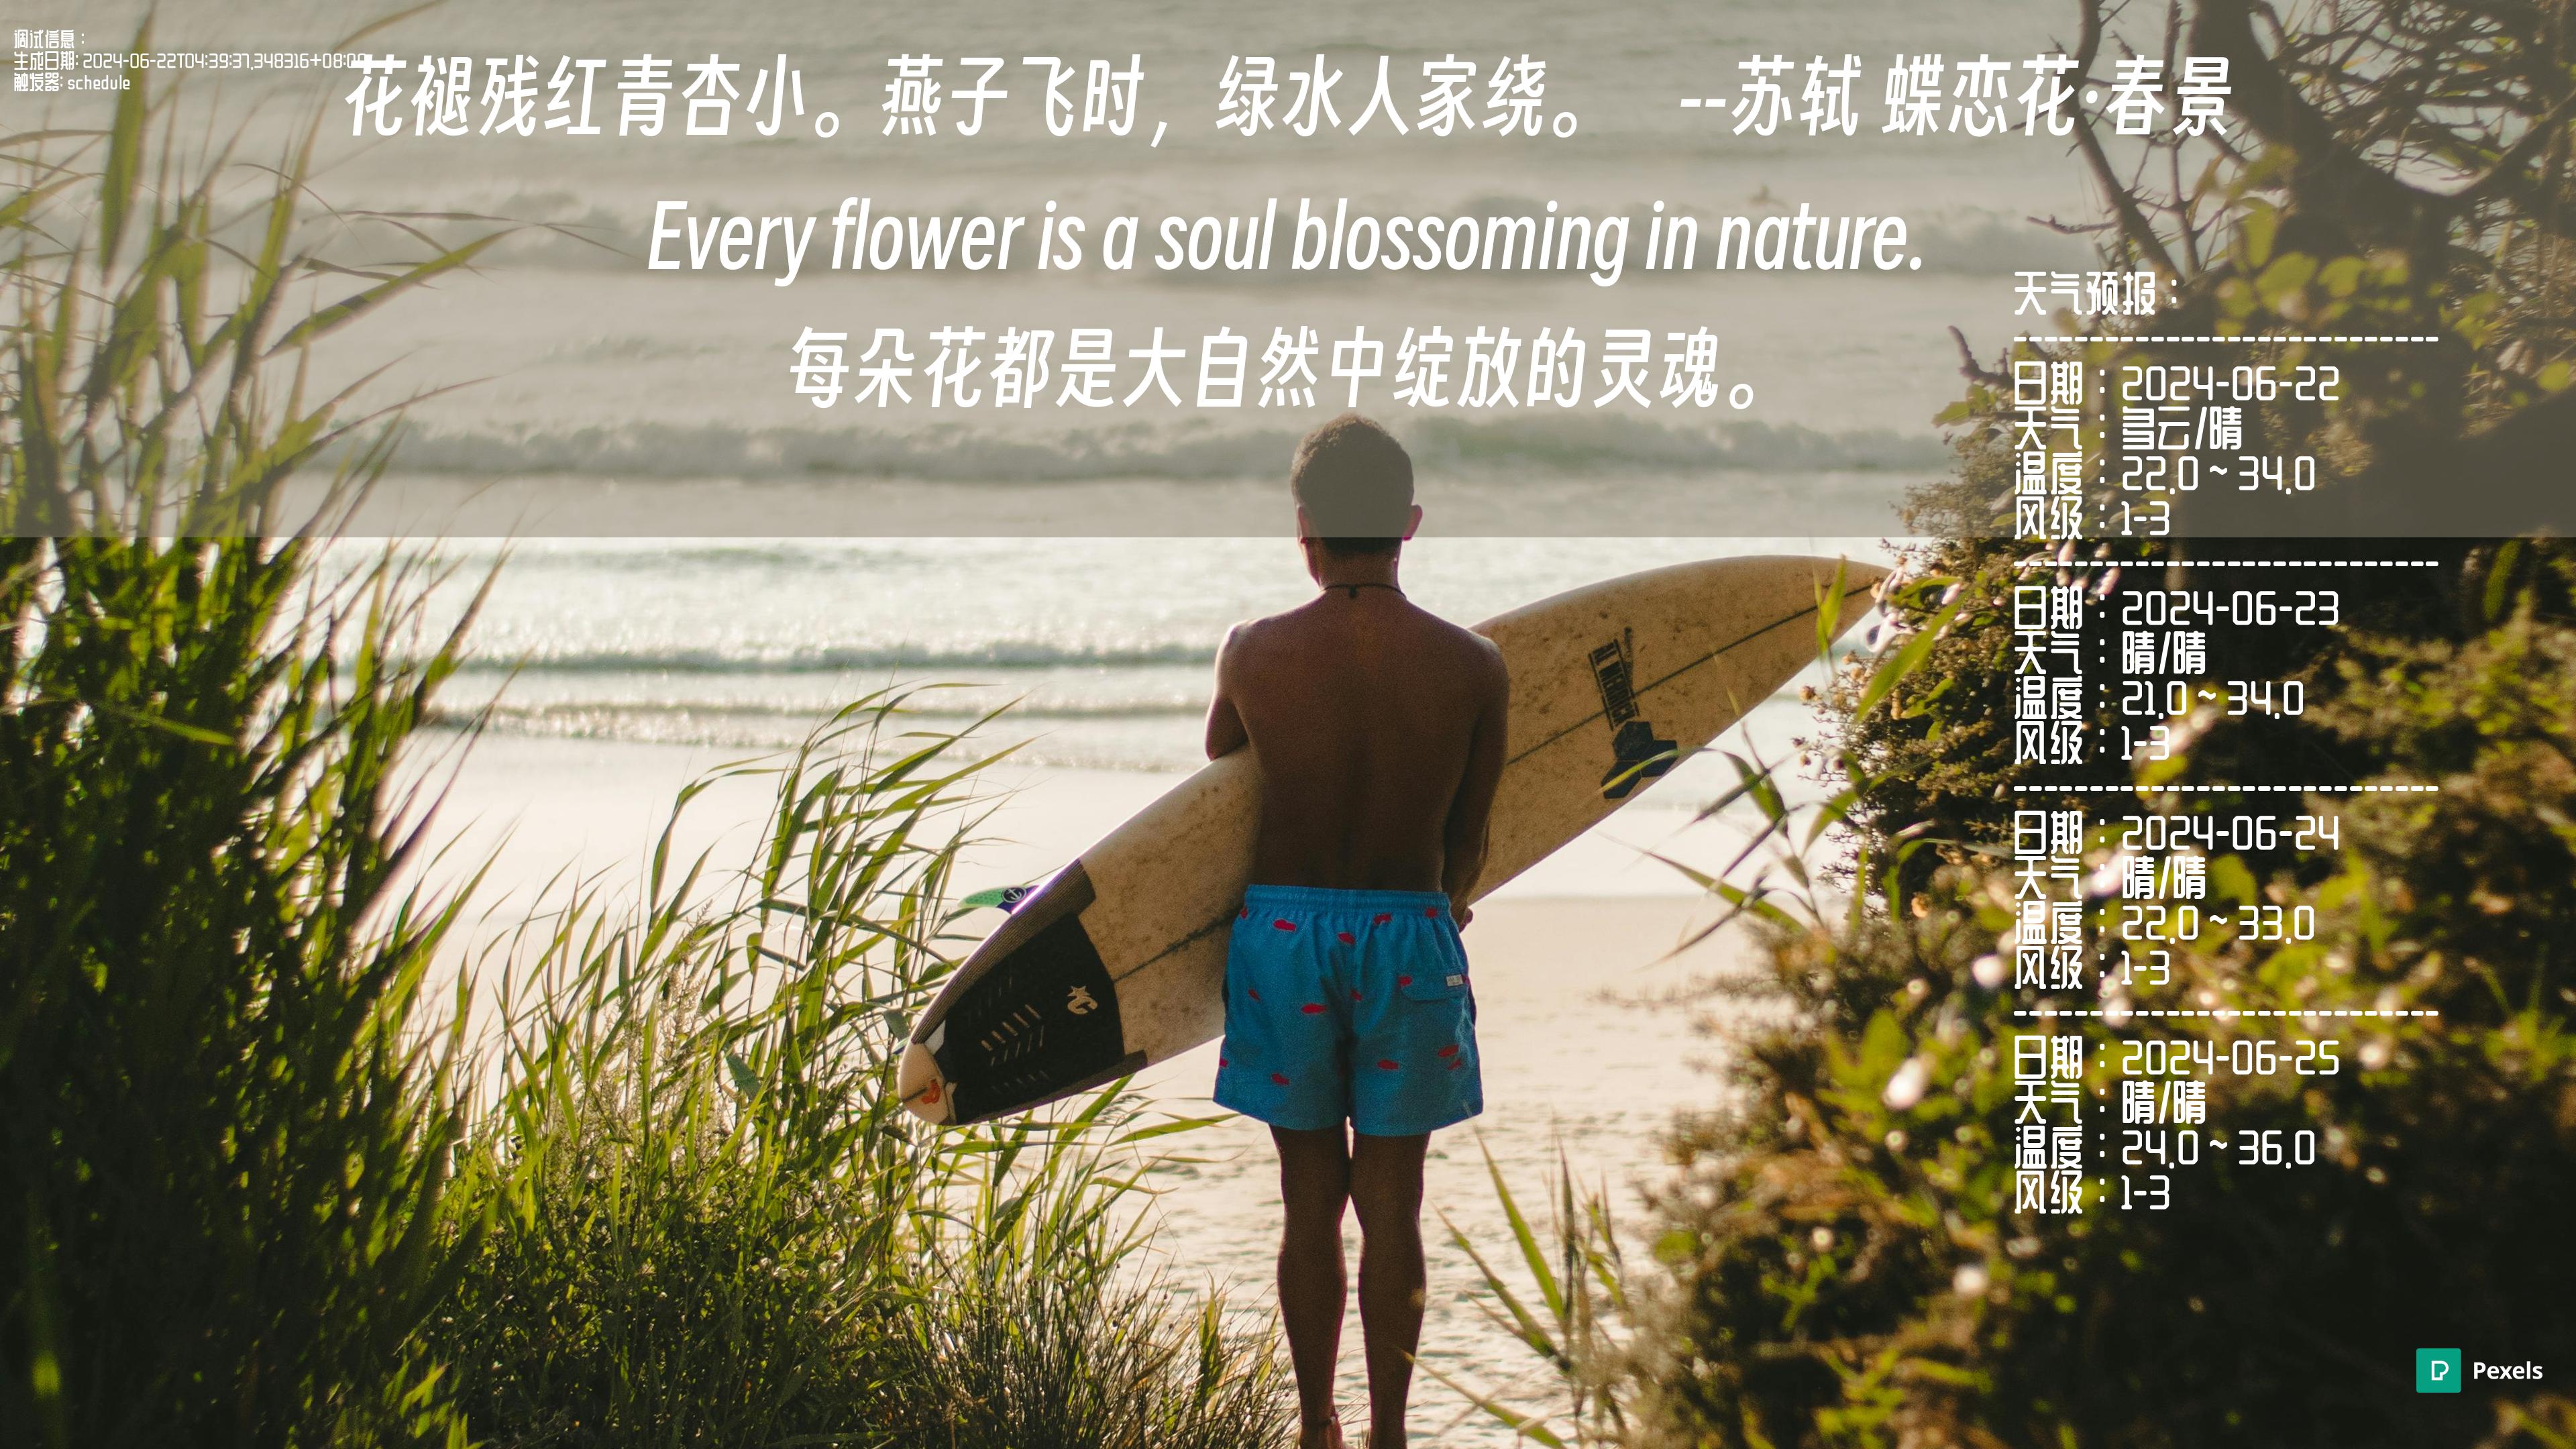 调试信息：
生成日期: 2024-06-22T04:39:37.348316+08:00
触发器: schedule
花褪残红青杏小。燕子飞时，绿水人家绕。 --苏轼 蝶恋花·春景
Every flower is a soul blossoming in nature.
每朵花都是大自然中绽放的灵魂。
天气预报：
------------------------------
日期：2024-06-22
天气：多云/晴
温度：22.0 ~ 34.0
风级：1-3
------------------------------
日期：2024-06-23
天气：晴/晴
温度：21.0 ~ 34.0
风级：1-3
------------------------------
日期：2024-06-24
天气：晴/晴
温度：22.0 ~ 33.0
风级：1-3
------------------------------
日期：2024-06-25
天气：晴/晴
温度：24.0 ~ 36.0
风级：1-3
AL MERRICK
Pexels